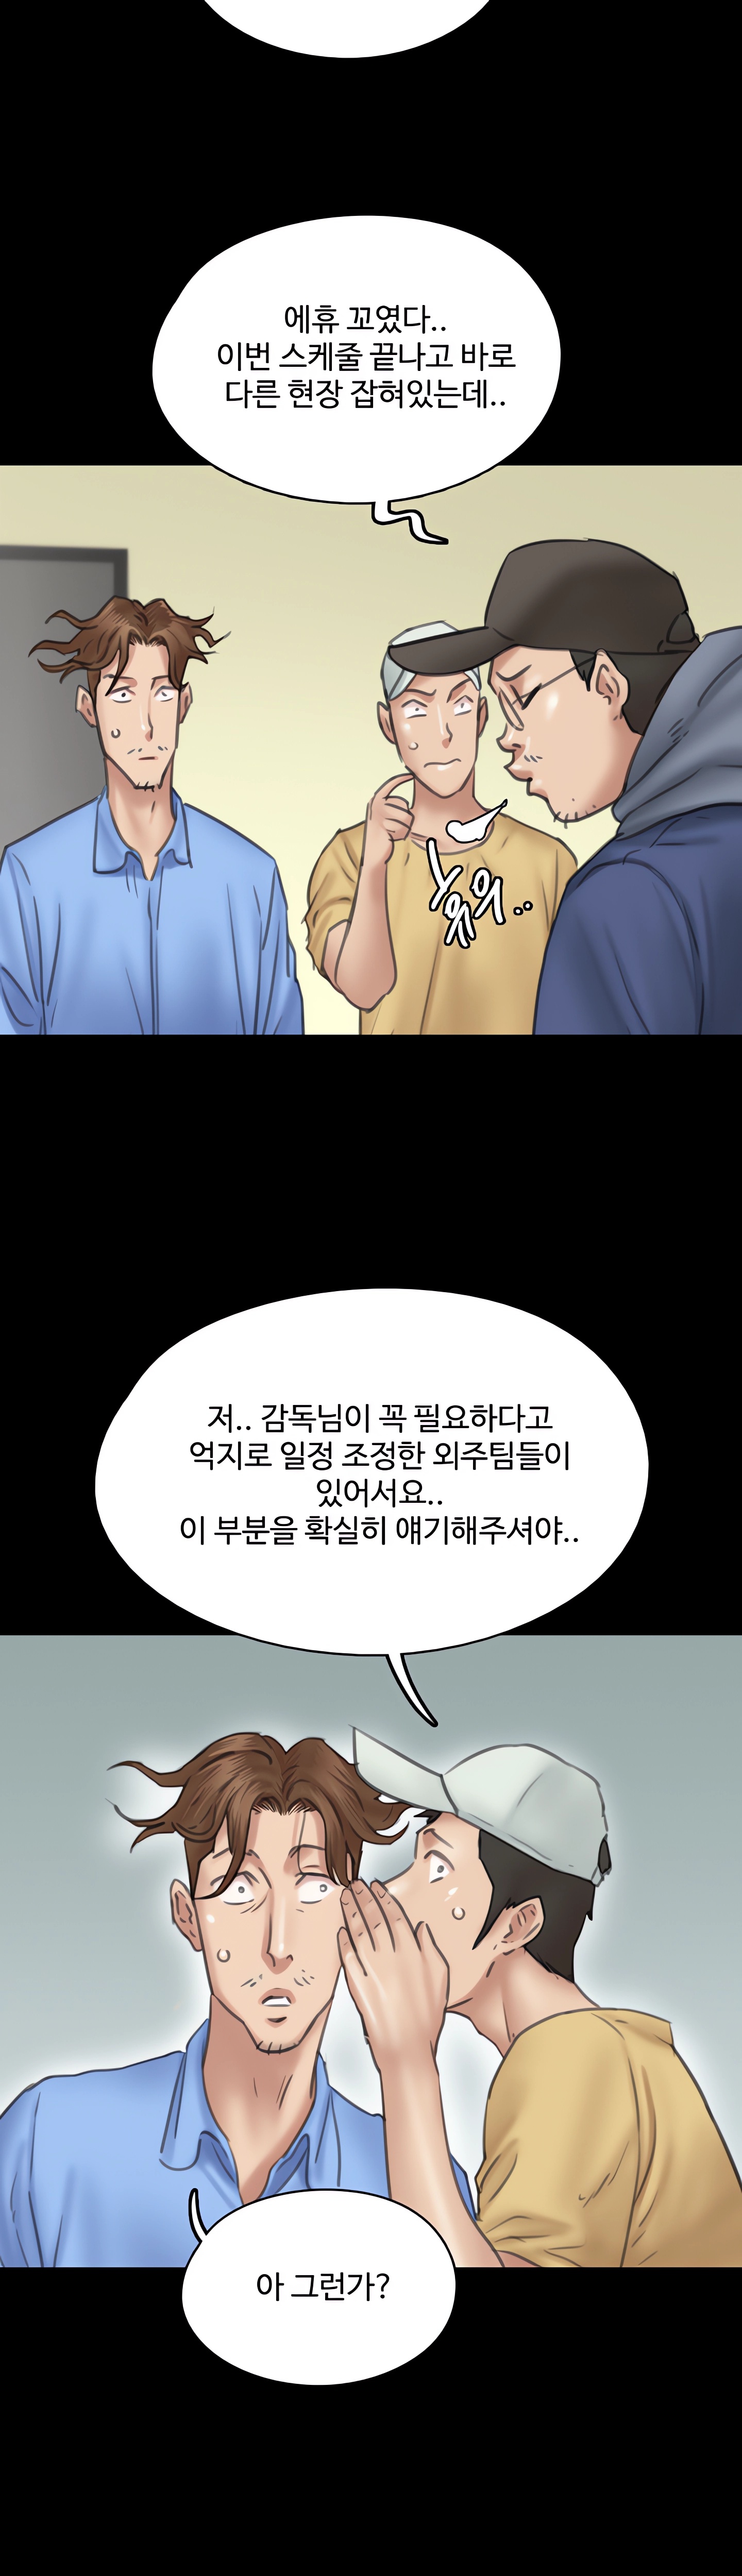 에휴 꼬였다..
이번 스케줄 끝나고 바로
다른 현장 잡혀있는데..
저.. 감독님이 꼭 필요하다고
억지로 일정 조정한 외주팀들이
있어서요..
이 부분을 확실히 얘기해주셔야..
아 그런가?